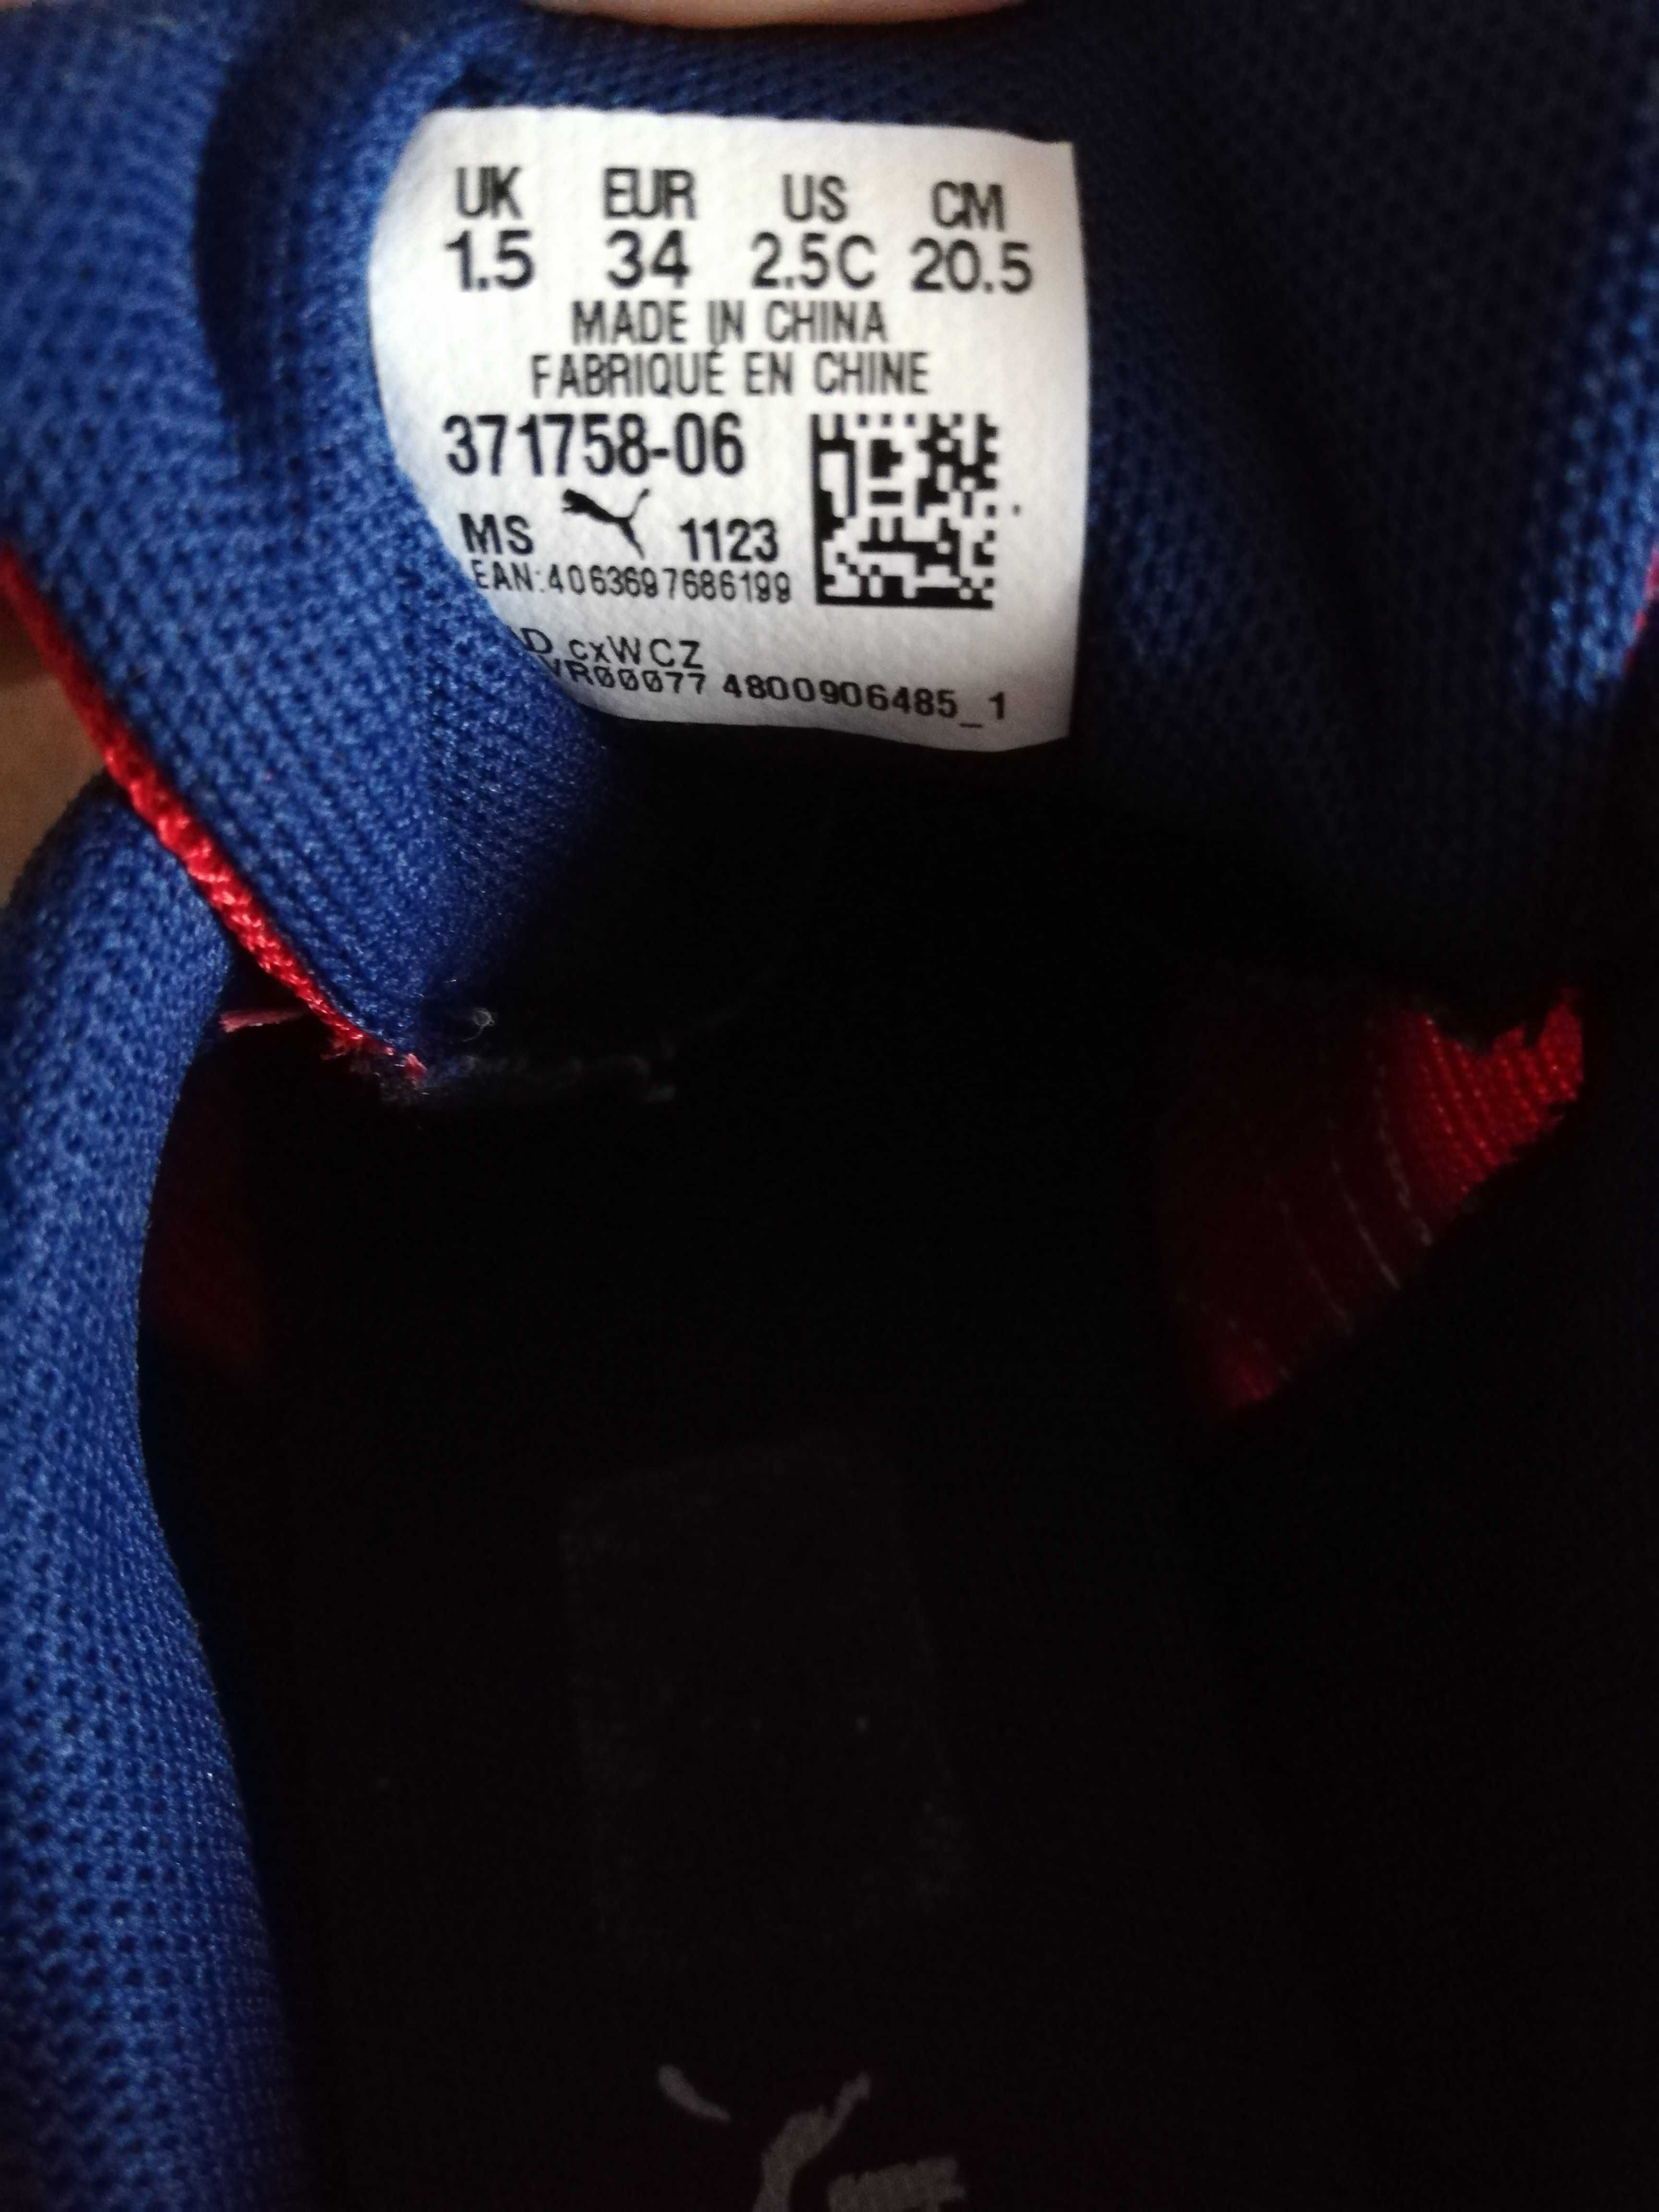 UK EUR US CM
1.5 34 2.5C 20.5
MADE IN CHINA
FABRIQUÉ EN CHINE
371758-06
MS 1123
EAN:4063697686199
D cxWCZ
VR00077 4800906485_1